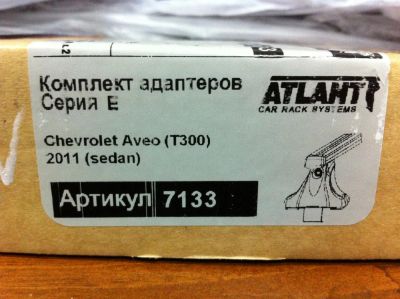 Комплект адаптеров
Серия Е
ATLANT
CAR RACK SYSTEMS
Chevrolet Aveo (T300)
2011 (sedan)
Артикул 7133